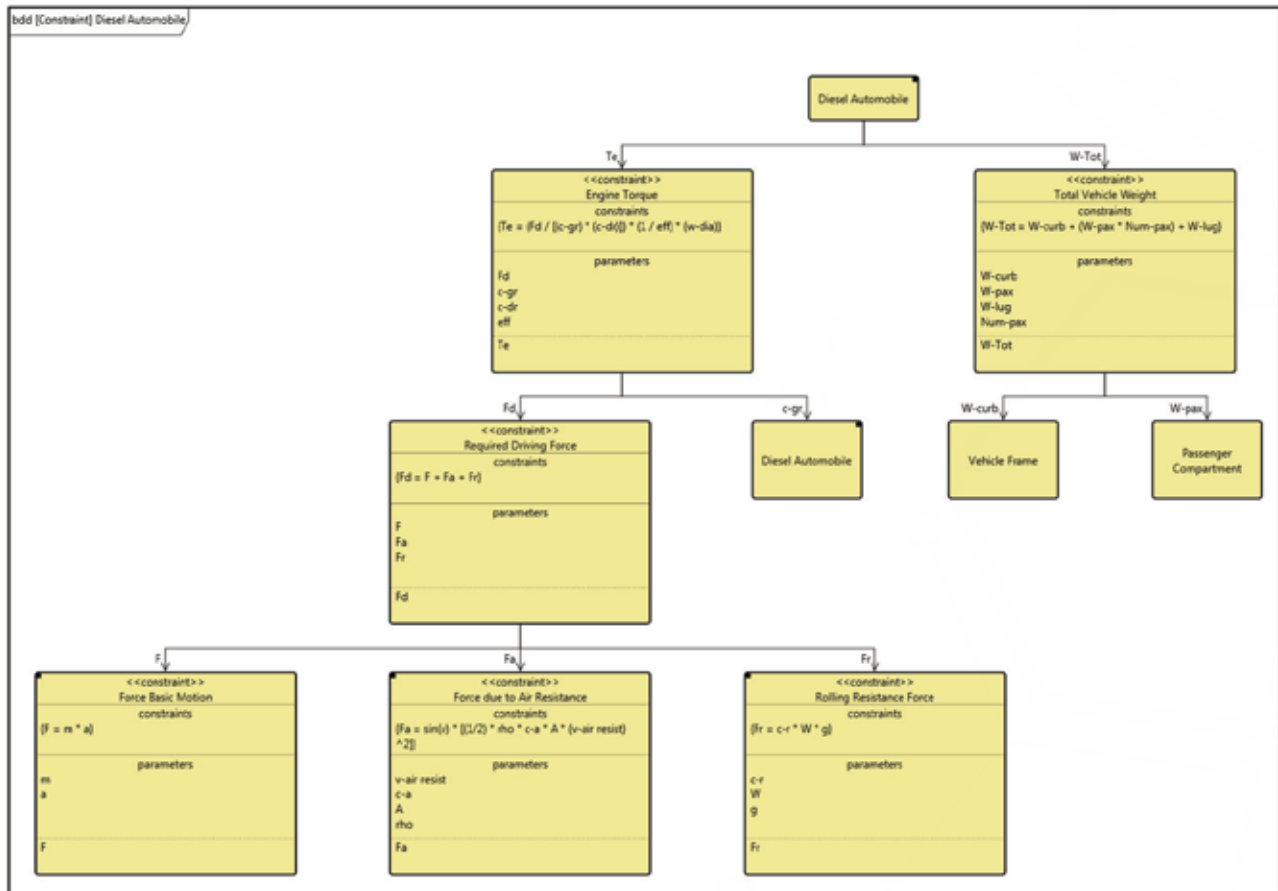 bdd [Constraint] Diesel Automobile
Diesel Automobile
Te
W-Tot
<<constraint>>
Engine Torque
constraints
{Te = (Fd / [(c-gr) * (c-dr)]) * (1 / eff) * (w-dia)}
parameters
Fd
c-gr
c-dr
eff
Te
<<constraint>>
Total Vehicle Weight
constraints
{W-Tot = W-curb + (W-pax * Num-pax) + W-lug}
parameters
W-curb
W-pax
W-lug
Num-pax
W-Tot
Fd
c-gr
W-curb
W-pax
<<constraint>>
Required Driving Force
constraints
{Fd = F + Fa + Fr}
parameters
F
Fa
Fr
Fd
Diesel Automobile
Vehicle Frame
Passenger
Compartment
F
Fa
Fr
<<constraint>>
Force Basic Motion
constraints
{F = m * a}
parameters
m
a
F
<<constraint>>
Force due to Air Resistance
constraints
{Fa = sin(v) * [(1/2) * rho * c-a * A * (v-air resist)
^2]}
parameters
v-air resist
c-a
A
rho
Fa
<<constraint>>
Rolling Resistance Force
constraints
{Fr = c-r * W * g}
parameters
c-r
W
g
Fr